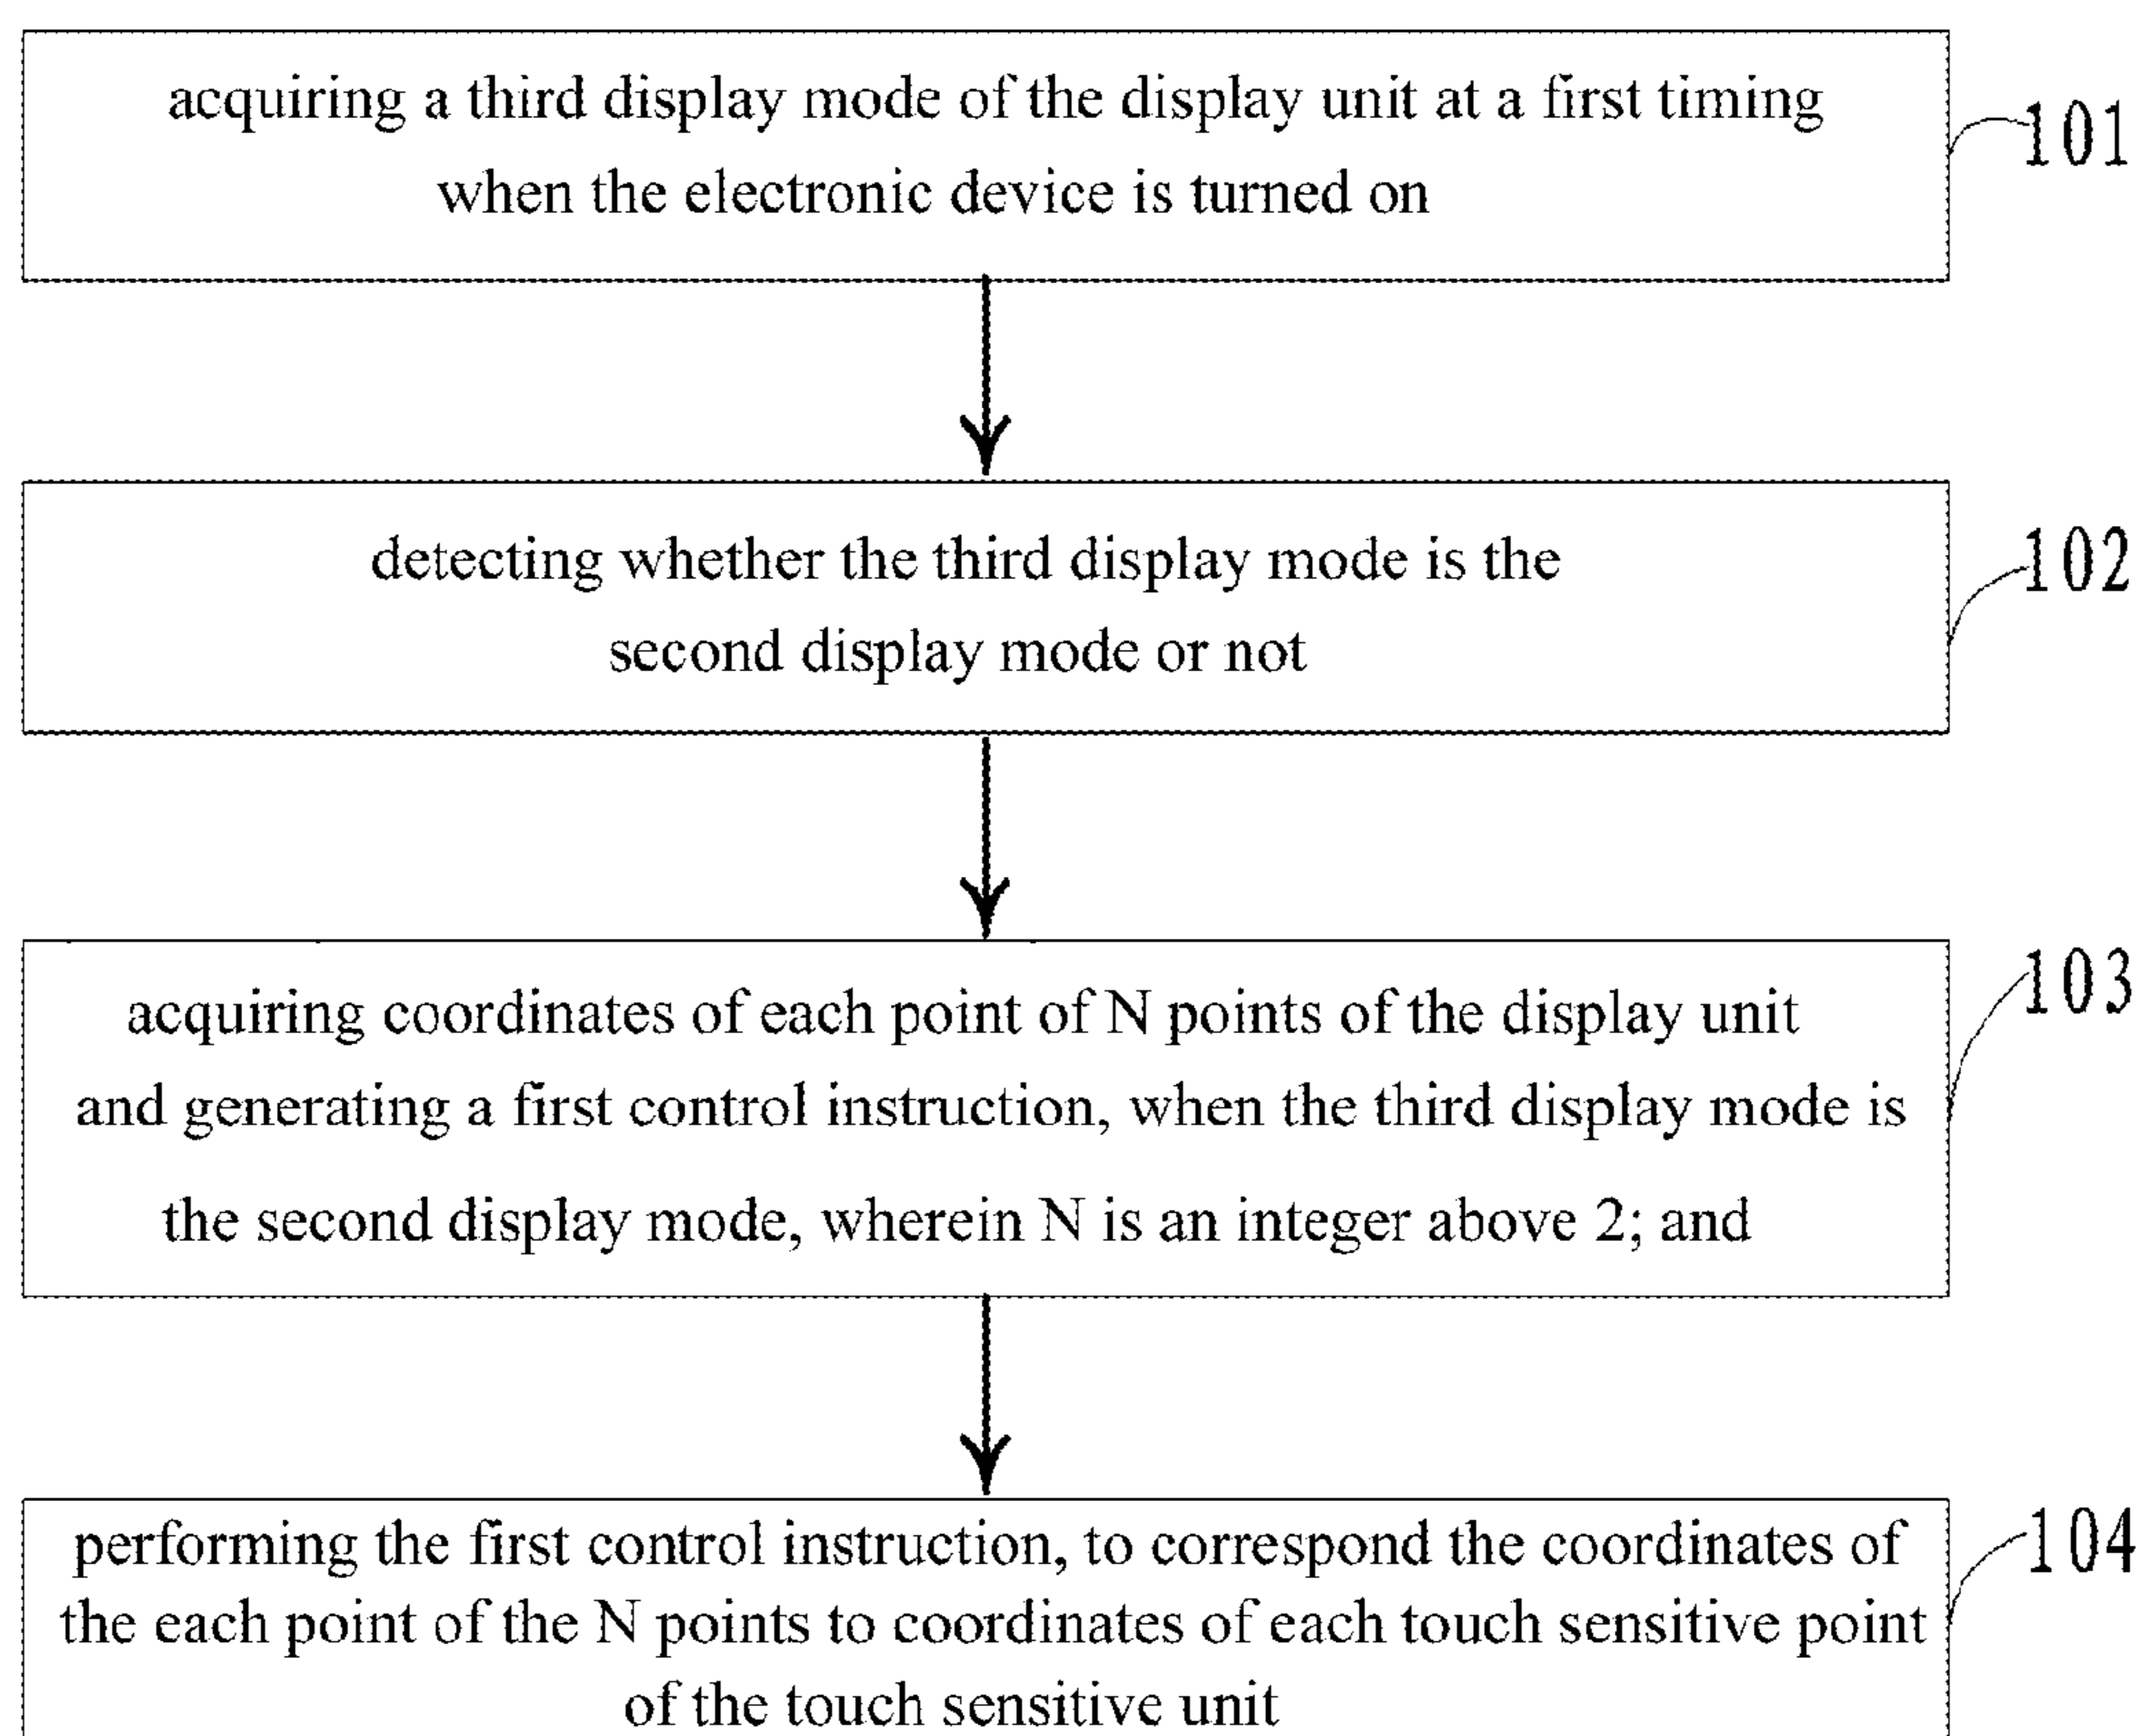 acquiring a third display mode of the display unit at a first timing
when the electronic device is turned on
101
detecting whether the third display mode is the
second display mode or not
102
acquiring coordinates of each point of N points of the display unit
and generating a first control instruction, when the third display mode is
the second display mode, wherein N is an integer above 2; and
103
performing the first control instruction, to correspond the coordinates of
the each point of the N points to coordinates of each touch sensitive point
of the touch sensitive unit
104